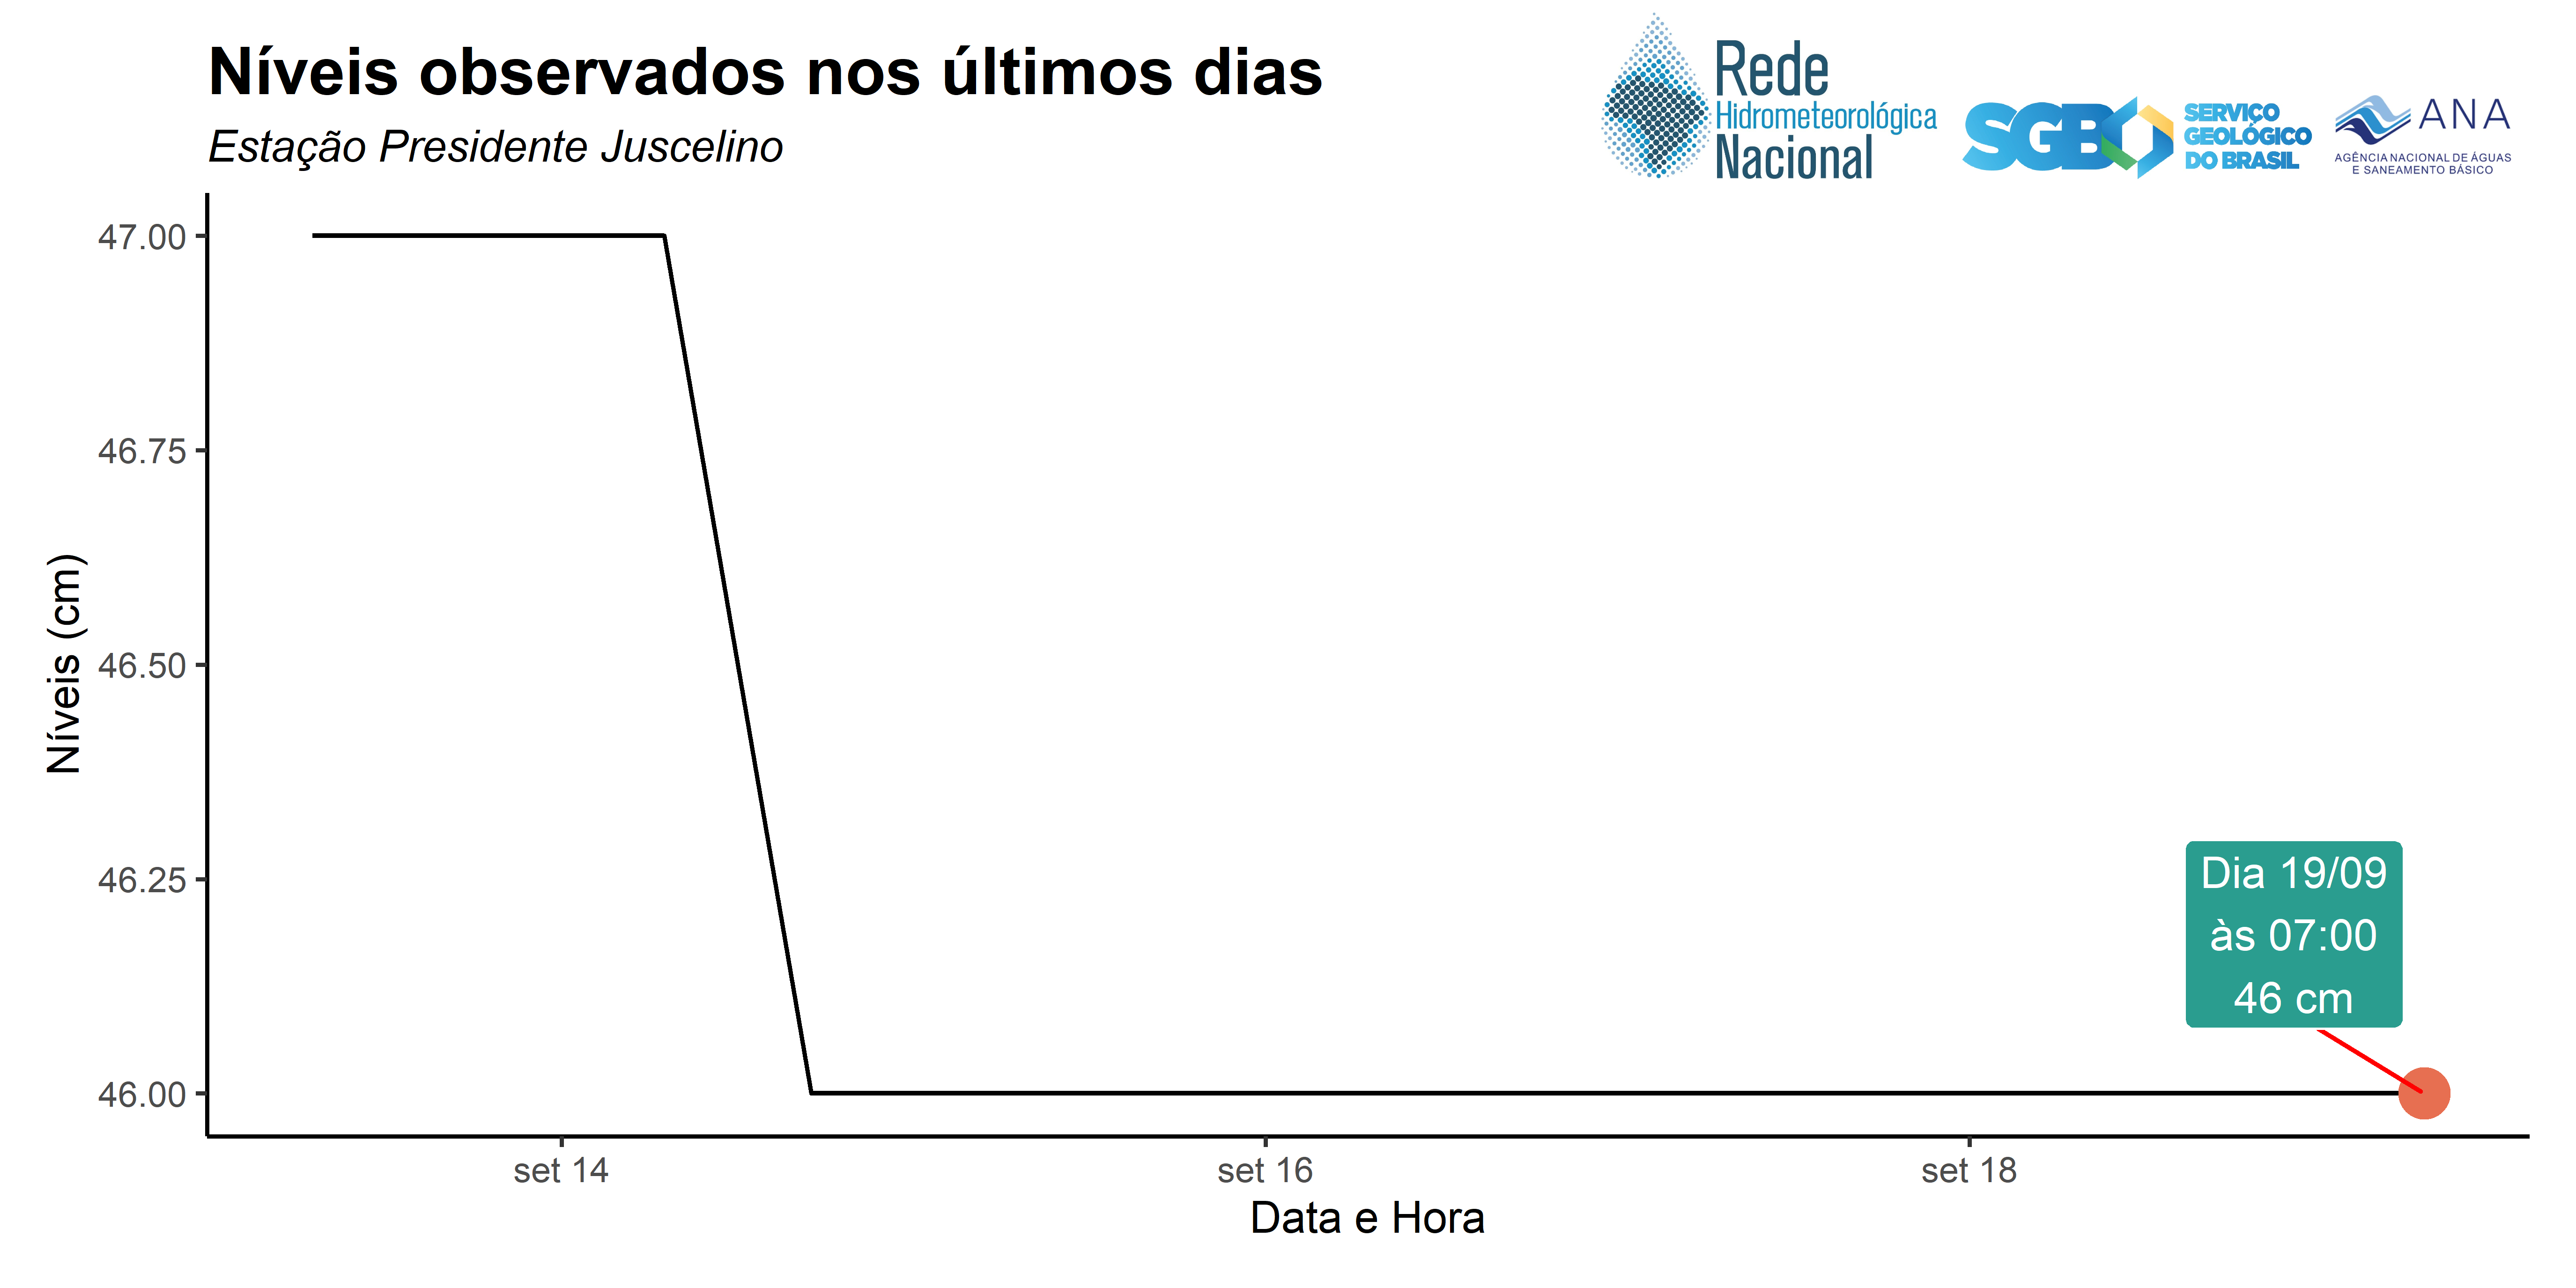 Níveis observados nos últimos dias
Estação Presidente Juscelino
Rede
Hidrometeorológica
Nacional
SGB
SERVIÇO
GEOLÓGICO
DO BRASIL
ANA
AGÊNCIA NACIONAL DE ÁGUAS
E SANEAMENTO BÁSICO
Níveis (cm)
47.00
46.75
46.50
46.25
46.00
Dia 19/09
às 07:00
46 cm
set 14
set 16
set 18
Data e Hora